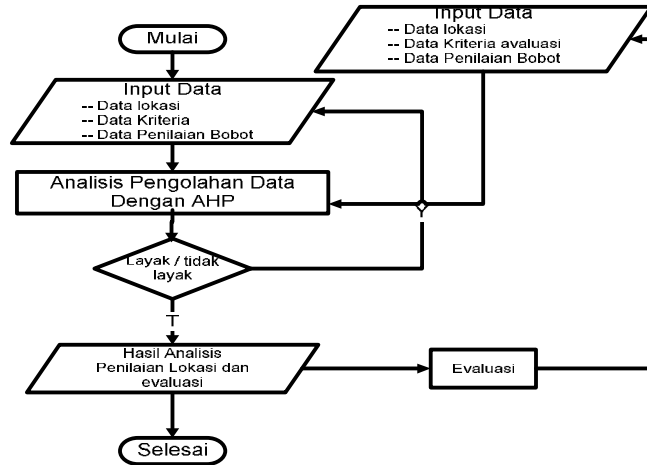 Mulai
Input Data
-- Data lokasi
-- Data Kriteria
-- Data Penilaian Bobot
Input Data
-- Data lokasi
-- Data Kriteria avaluasi
-- Data Penilaian Bobot
Analisis Pengolahan Data
Dengan AHP
Layak / tidak
layak
T
Hasil Analisis
Penilaian Lokasi dan
evaluasi
Evaluasi
Selesai